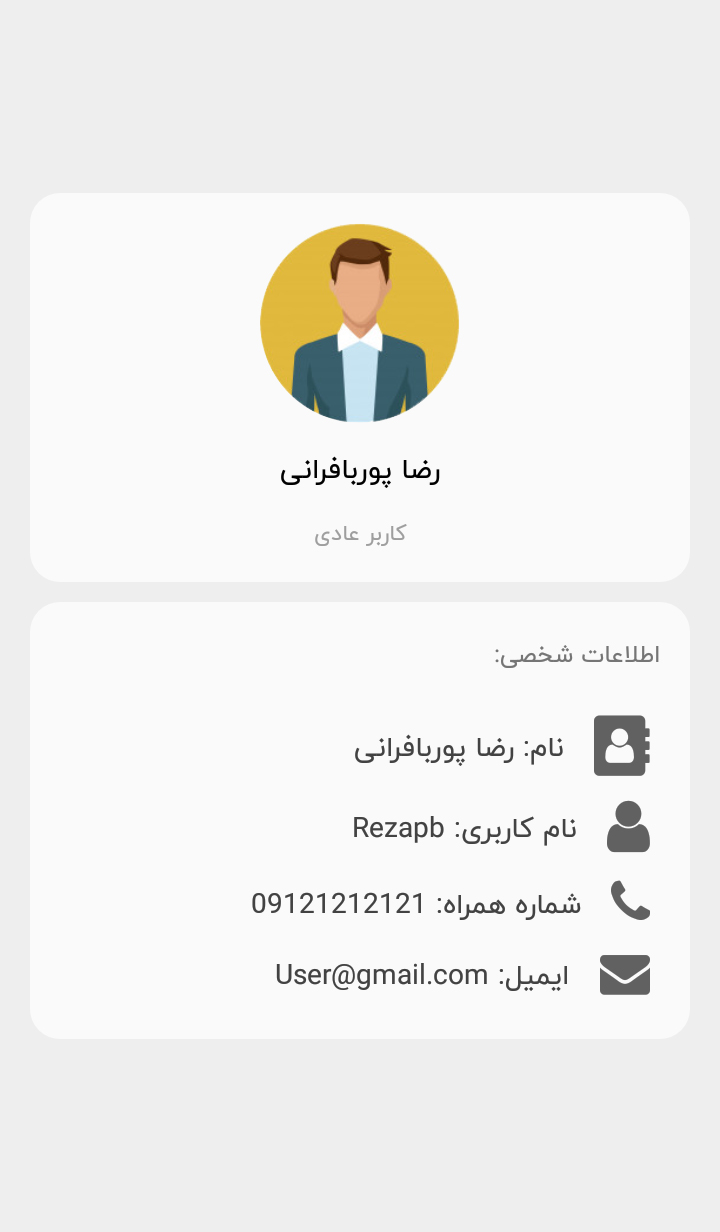 رضا پوربافرانی
کاربر عادی
اطلاعات شخصی:
نام: رضا پوربافرانی
نام کاربری: Rezapb
شماره همراه: 09121212121
ایمیل: User@gmail.com